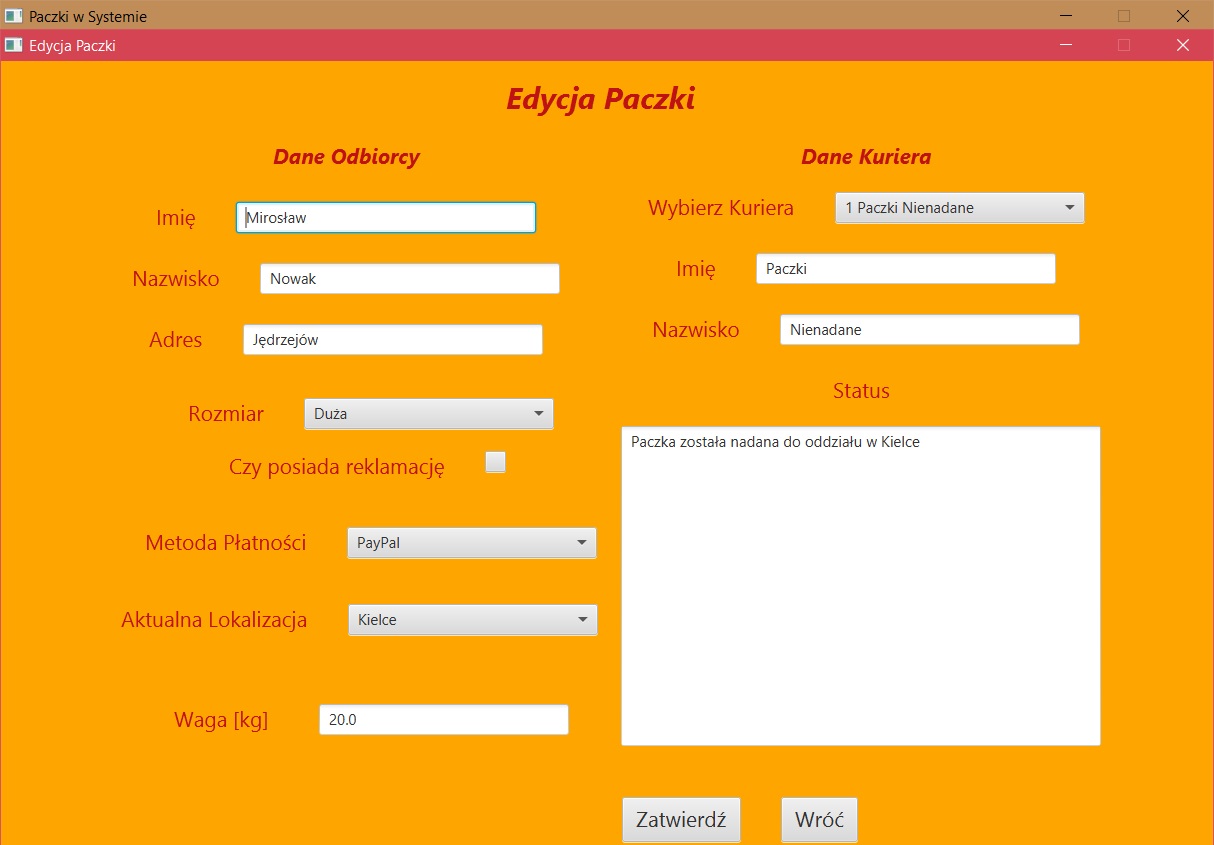 Paczki w Systemie
Edycja Paczki
Edycja Paczki
Dane Odbiorcy
Imię
Mirosław
Nazwisko
Nowak
Adres
Jędrzejów
Rozmiar
Duża
Czy posiada reklamację
Metoda Płatności
PayPal
Aktualna Lokalizacja
Kielce
Waga [kg]
20.0
Dane Kuriera
Wybierz Kuriera
1 Paczki Nienadane
Imię
Paczki
Nazwisko
Nienadane
Status
Paczka została nadana do oddziału w Kielce
Zatwierdź
Wróć